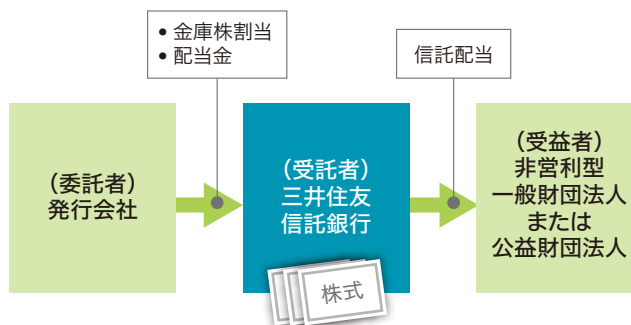 • 金庫株割当
• 配当金
信託配当
（委託者）
発行会社
（受託者）
三井住友
信託銀行
株式
（受益者）
非営利型
一般財団法人
または
公益財団法人